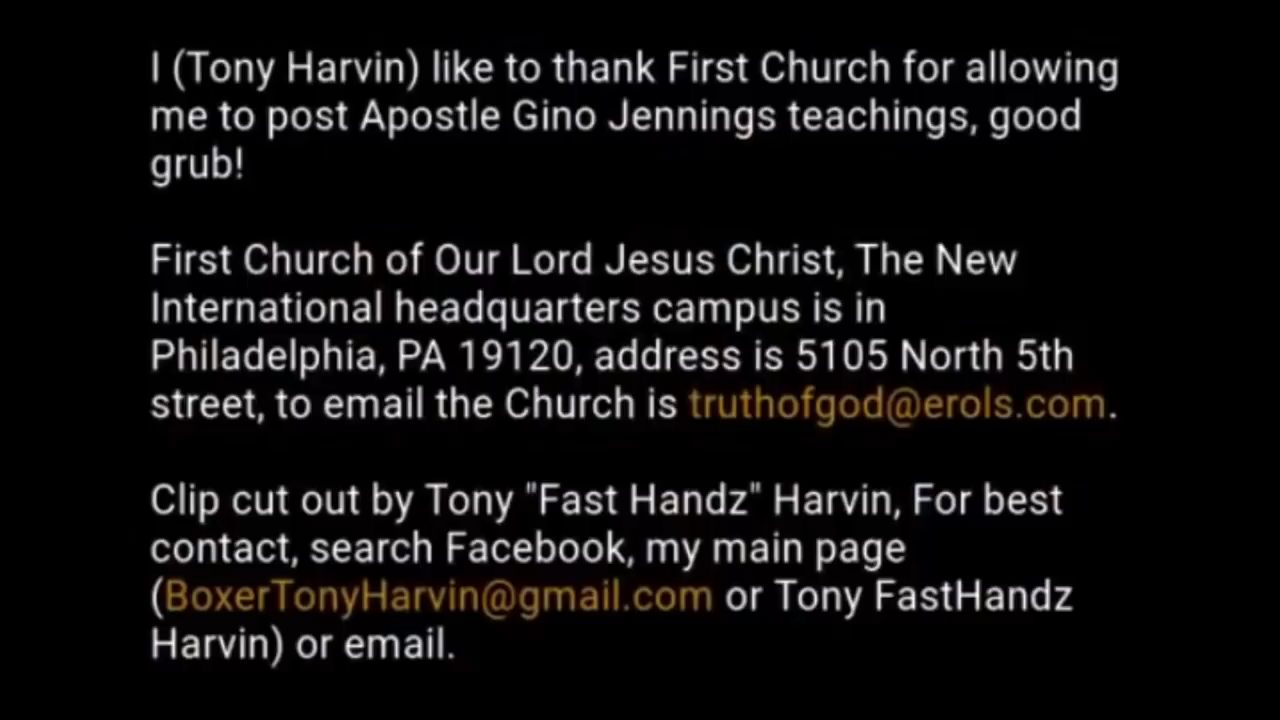 I (Tony Harvin) like to thank First Church for allowing
me to post Apostle Gino Jennings teachings, good
grub!
First Church of Our Lord Jesus Christ, The New
International headquarters campus is in
Philadelphia, PA 19120, address is 5105 North 5th
street, to email the Church is truthofgod@erols.com.
Clip cut out by Tony "Fast Handz" Harvin, For best
contact, search Facebook, my main page
(BoxerTonyHarvin@gmail.com or Tony FastHandz
Harvin) or email.